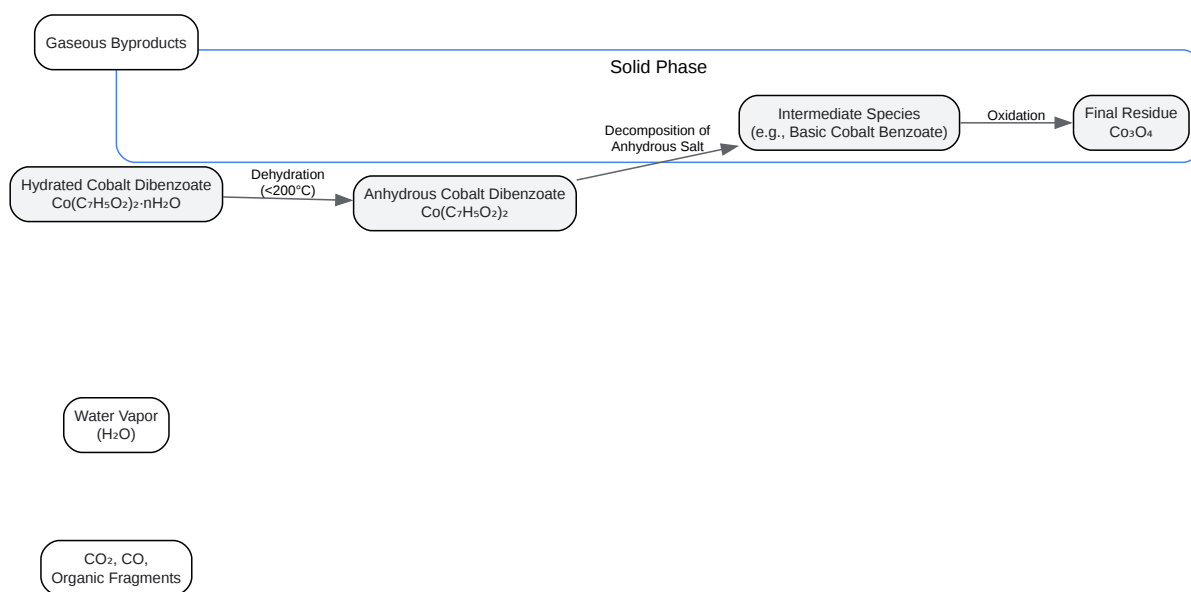 Gaseous Byproducts
Solid Phase
Intermediate Species
(e.g., Basic Cobalt Benzoate)
Oxidation
Final Residue
Co₃O₄
Decomposition of
Anhydrous Salt
Hydrated Cobalt Dibenzoate
Co(C₇H₅O₂)₂·nH₂O
Dehydration
(<200°C)
Anhydrous Cobalt Dibenzoate
Co(C₇H₅O₂)₂
Water Vapor
(H₂O)
CO₂, CO,
Organic Fragments